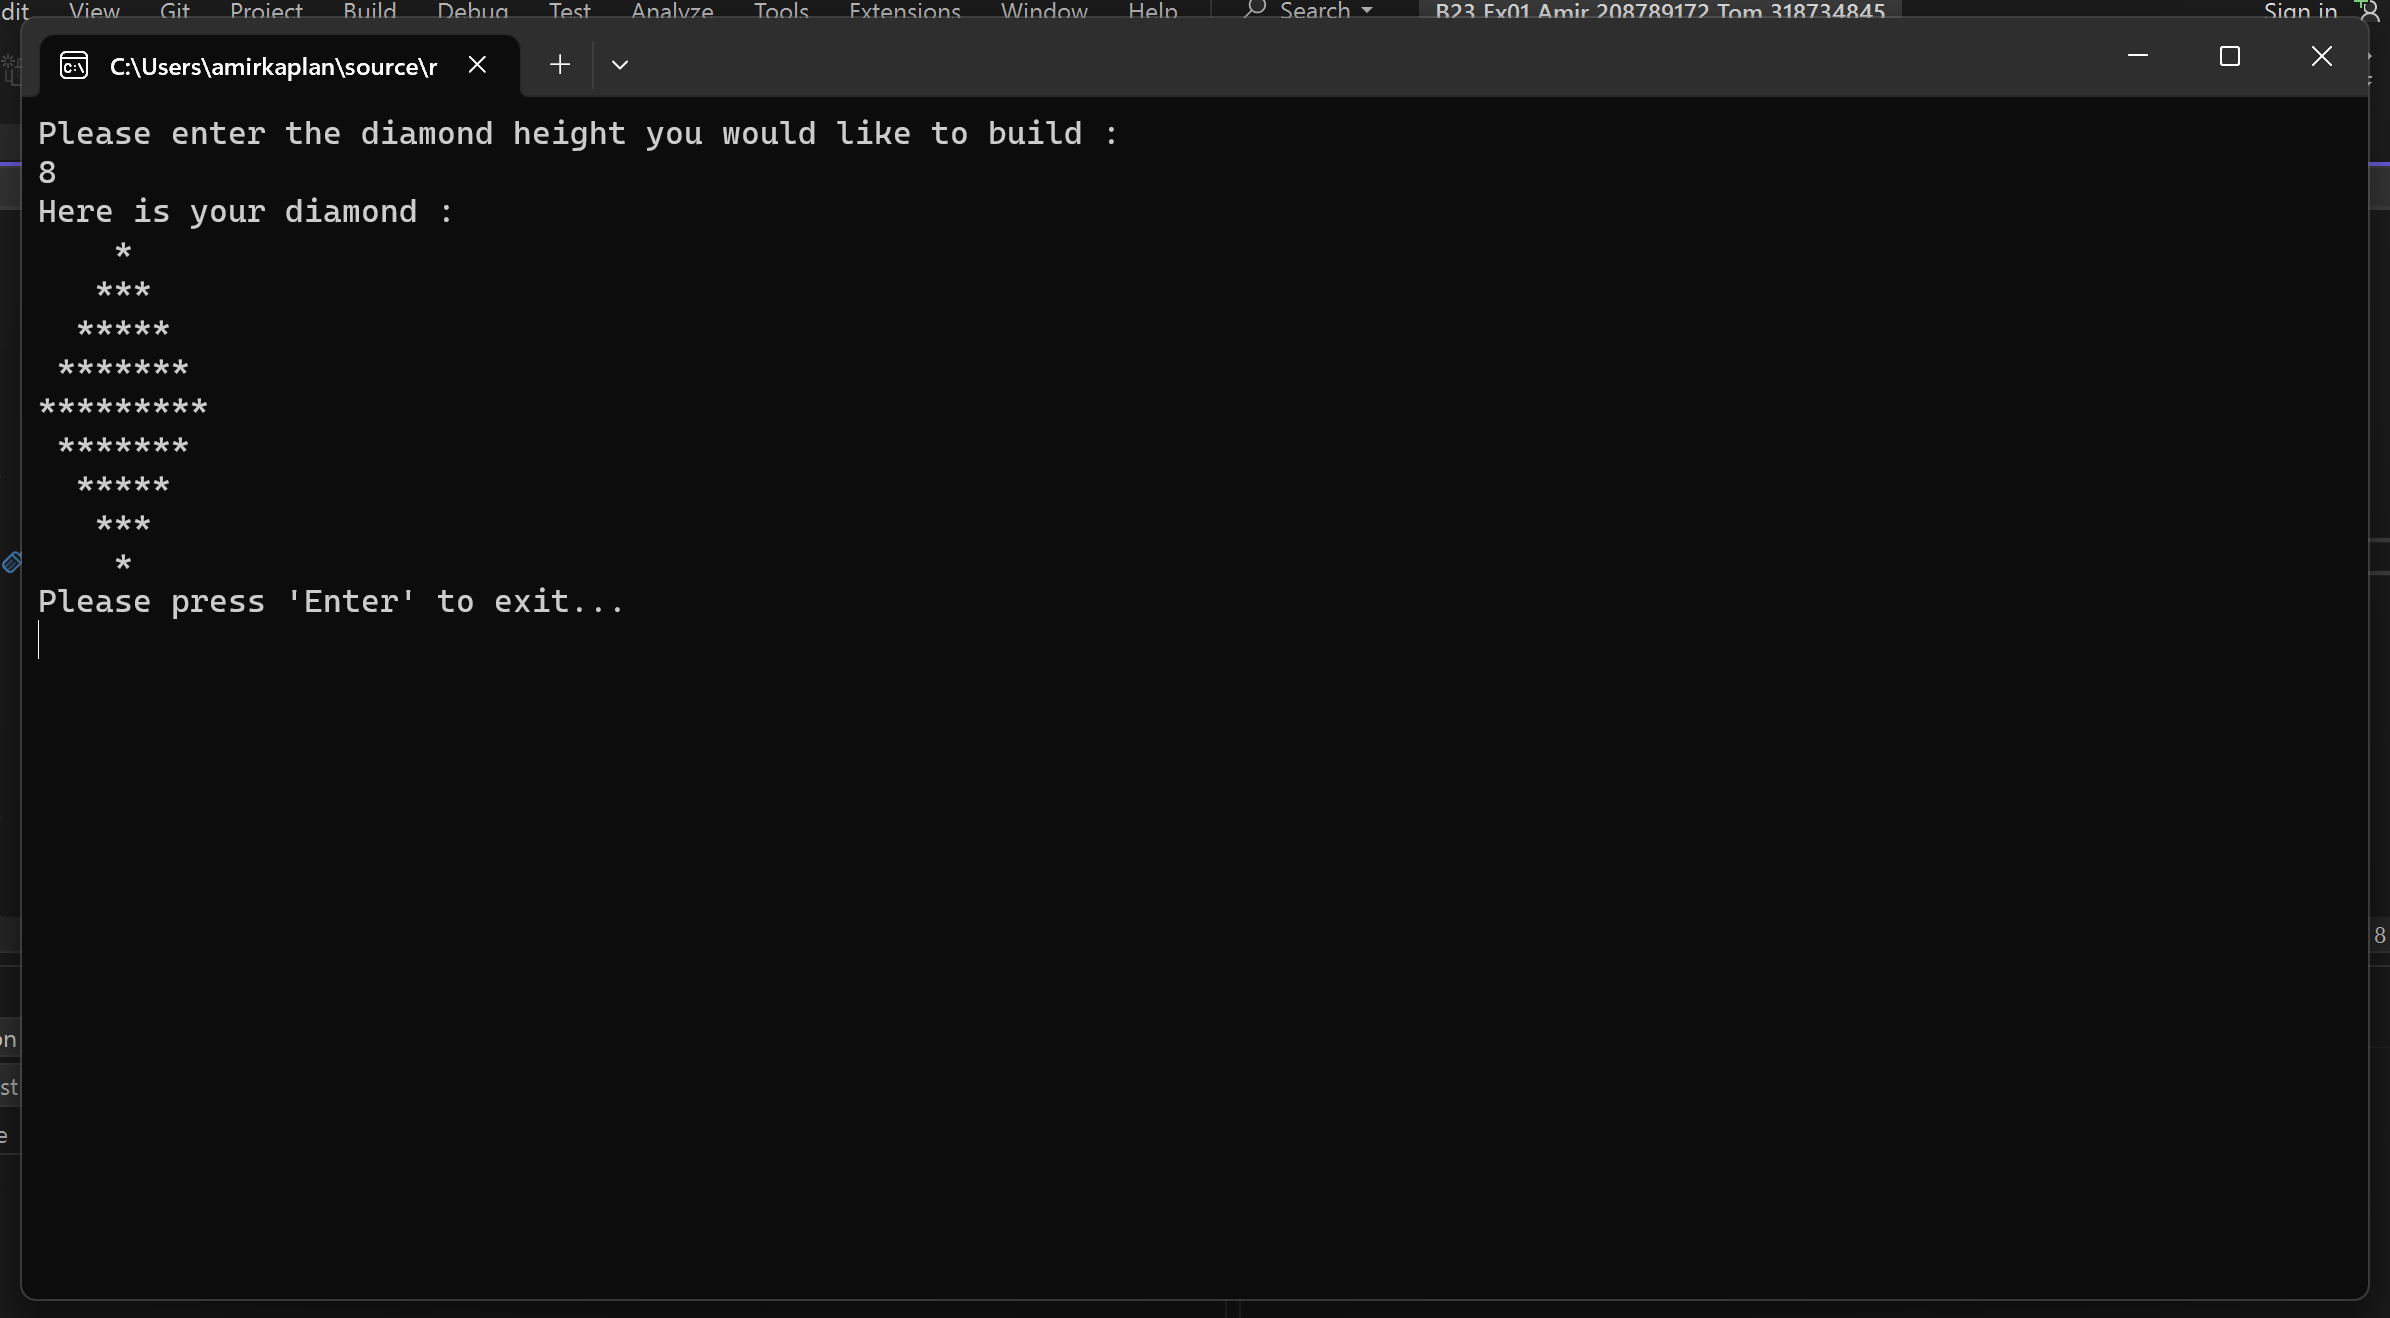 View Git Project Build Debug Test Analyze Tools Extensions Window Help Search B23 Ex01 Amir 208789172 Tom 318734845 Sign in
C:\Users\amirkaplan\source\r
Please enter the diamond height you would like to build :
8
Here is your diamond :
     *
    ***
   *****
  *******
*********
  *******
   *****
    ***
     *
Please press 'Enter' to exit...
8